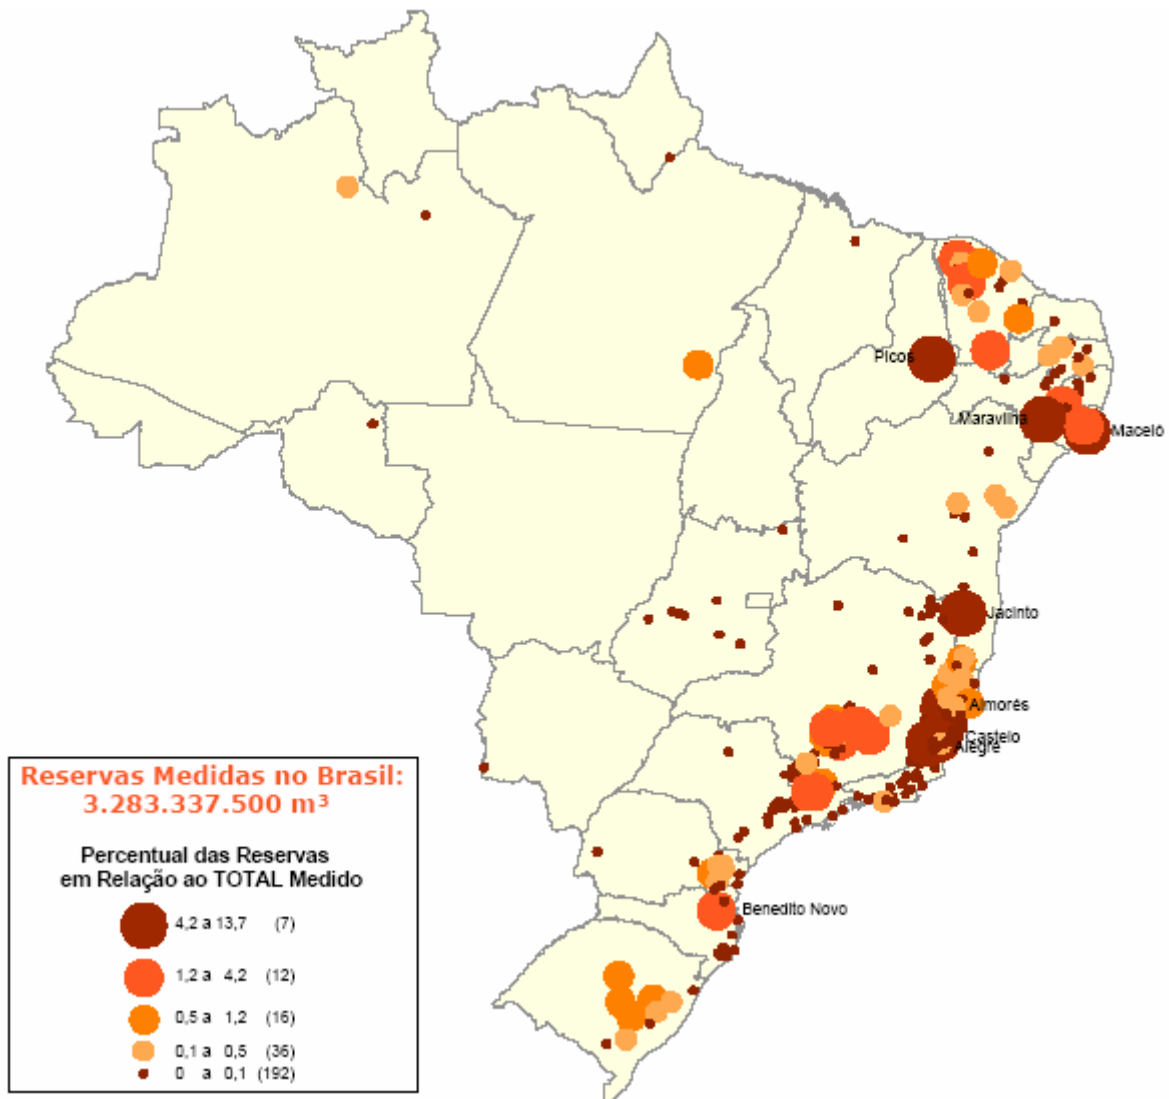 Picos
Maravilha
Maceió
Jacinto
Aimorés
Castelo
Alegre
Benedito Novo
Reservas Medidas no Brasil:
3.283.337.500 m³
Percentual das Reservas
em Relação ao TOTAL Medido
4,2 a 13,7 (7)
1,2 a 4,2 (12)
0,5 a 1,2 (16)
0,1 a 0,5 (36)
0 a 0,1 (192)